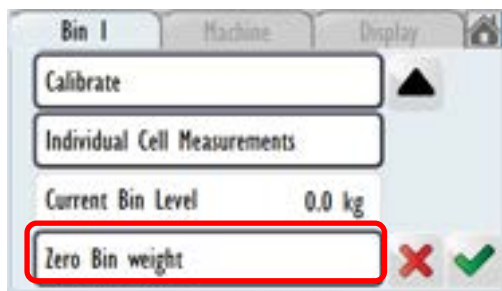 Bin 1 Machine Display
Calibrate
Individual Cell Measurements
Current Bin Level 0.0 kg
Zero Bin weight